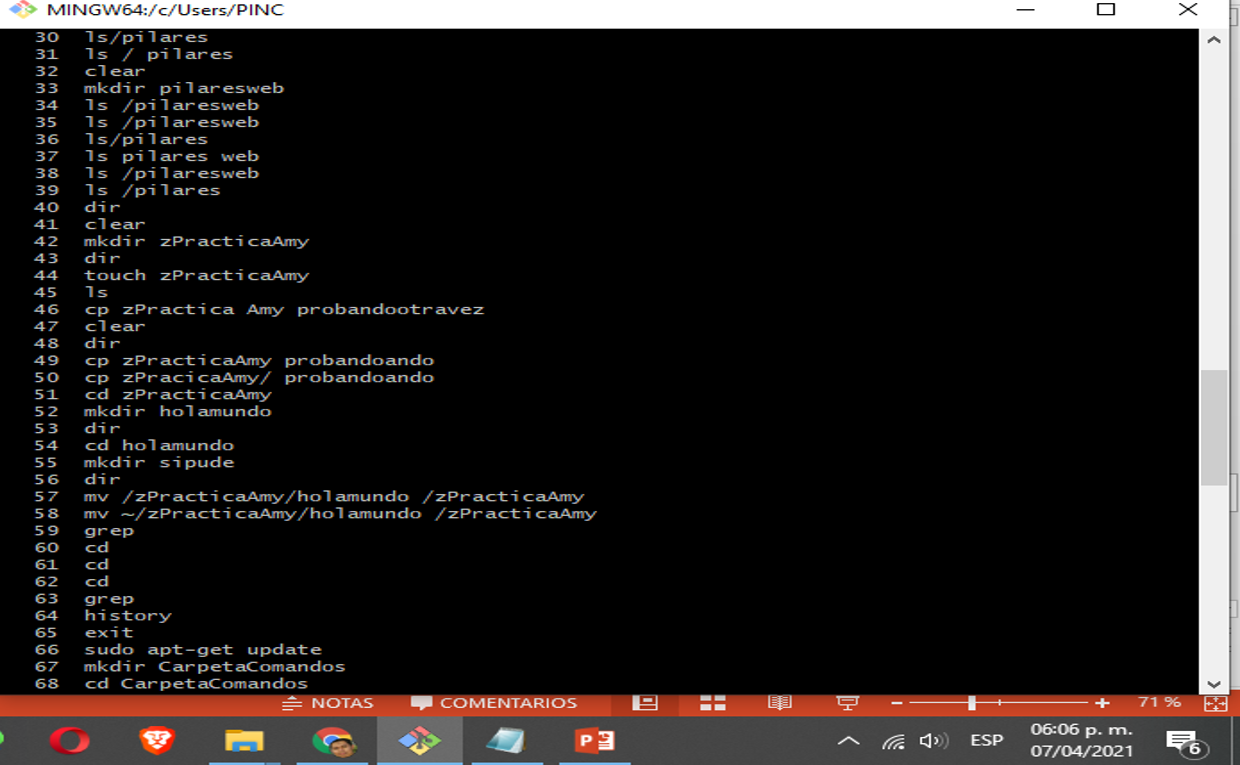 MINGW64:/c/Users/PINC
30 ls/pilares
31 ls / pilares
32 clear
33 mkdir pilaresweb
34 ls /pilaresweb
35 ls /pilaresweb
36 ls/pilares
37 ls pilares web
38 ls /pilaresweb
39 ls /pilares
40 dir
41 clear
42 mkdir zPracticaAmy
43 dir
44 touch zPracticaAmy
45 ls
46 cp zPractica Amy probandootravez
47 clear
48 dir
49 cp zPracticaAmy probandoando
50 cp zPracicaAmy/ probandoando
51 cd zPracticaAmy
52 mkdir holamundo
53 dir
54 cd holamundo
55 mkdir sipude
56 dir
57 mv /zPracticaAmy/holamundo /zPracticaAmy
58 mv ~/zPracticaAmy/holamundo /zPracticaAmy
59 grep
60 cd
61 cd
62 cd
63 grep
64 history
65 exit
66 sudo apt-get update
67 mkdir CarpetaComandos
68 cd CarpetaComandos
NOTAS COMENTARIOS 71 %
P ESP 06:06 p. m.
07/04/2021 6